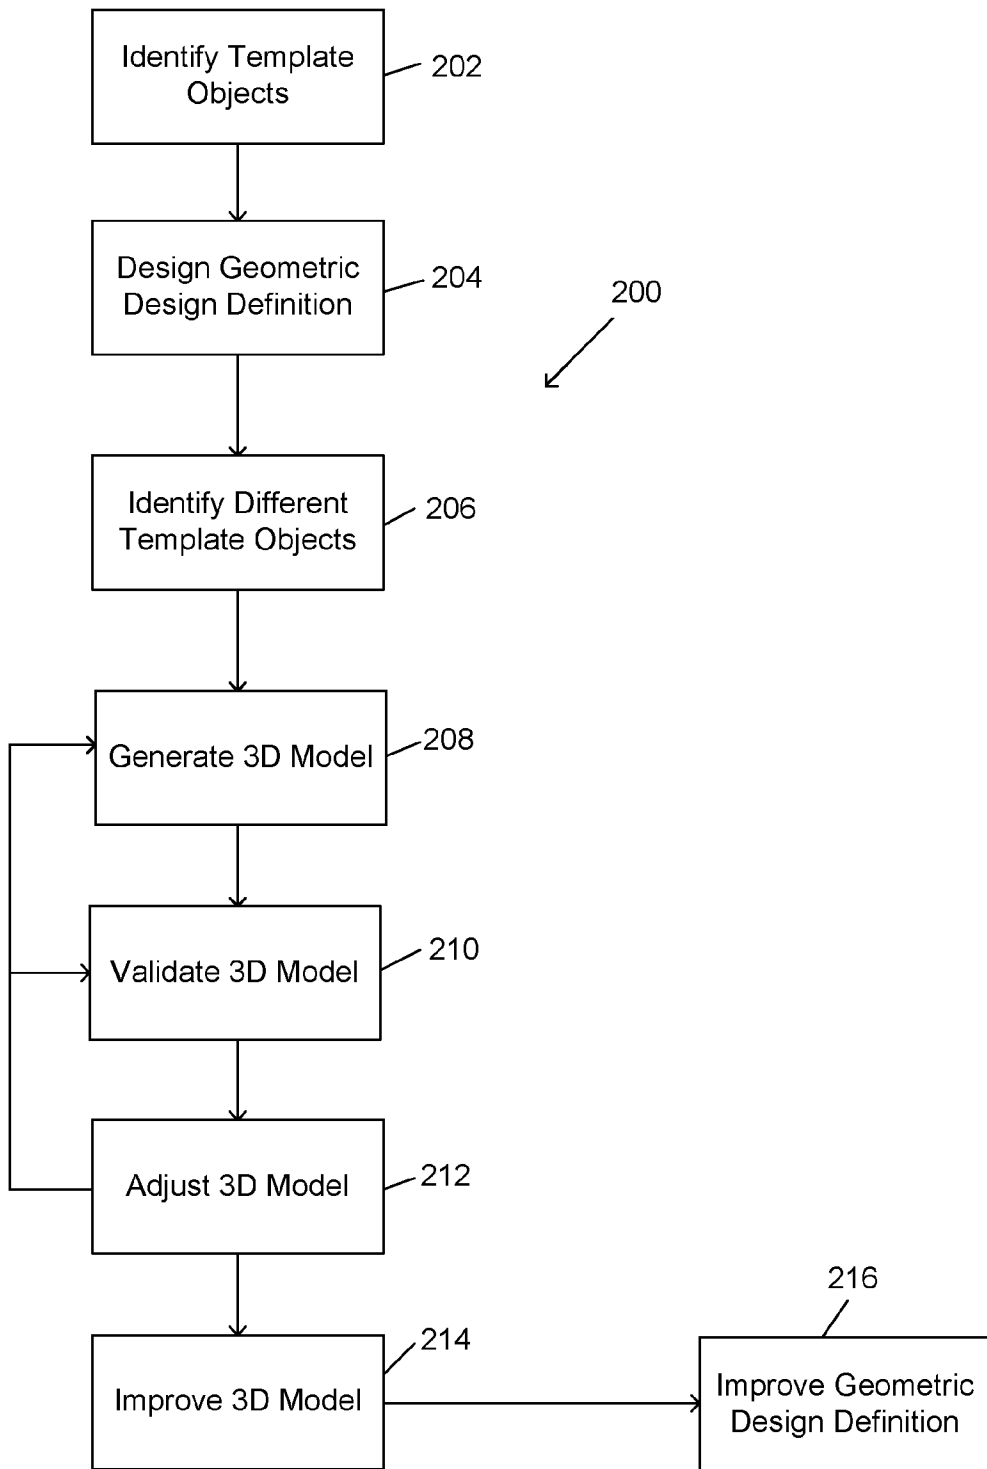 Identify Template
Objects
202
Design Geometric
Design Definition
204
200
Identify Different
Template Objects
206
Generate 3D Model
208
Validate 3D Model
210
Adjust 3D Model
212
216
Improve 3D Model
214
Improve Geometric
Design Definition